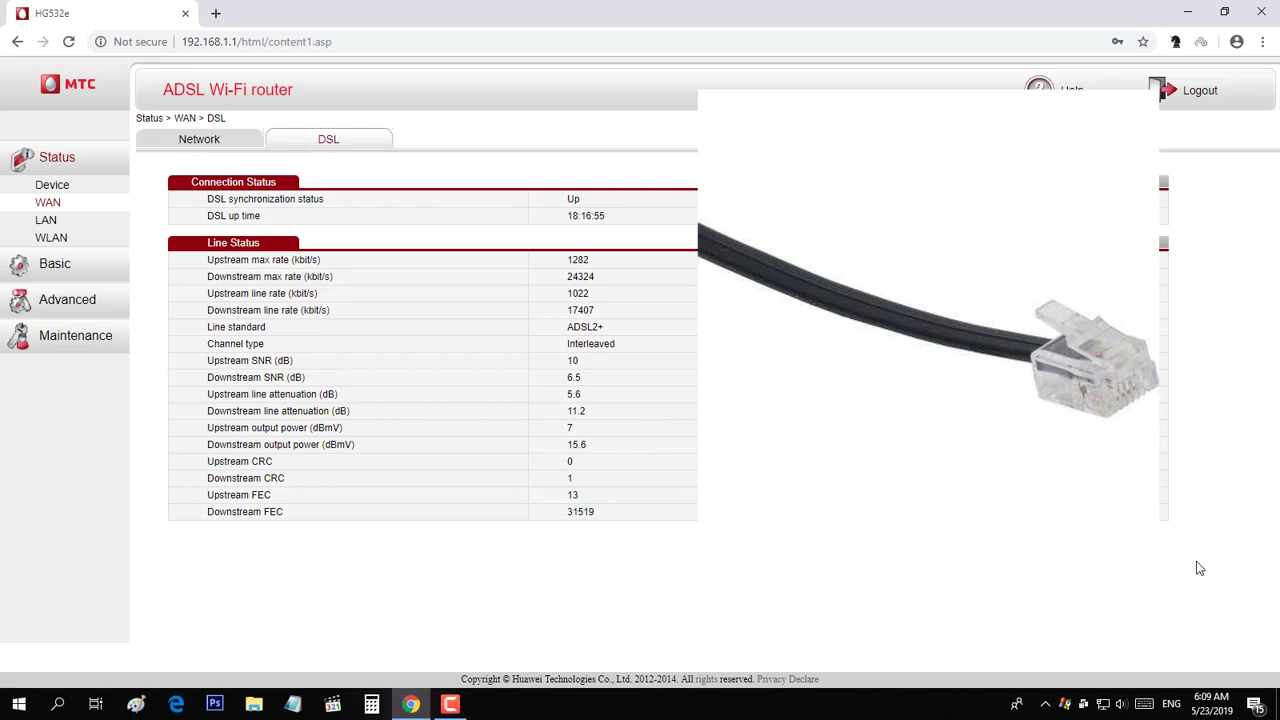 HG532e
Not secure 192.168.1.1/html/content1.asp
МТС
ADSL Wi-Fi router
Logout
Status > WAN > DSL
Network DSL
Status
Device
WAN
LAN
WLAN
Basic
Advanced
Maintenance
Connection Status
DSL synchronization status Up
DSL up time 18:16:55
Line Status
Upstream max rate (kbit/s) 1282
Downstream max rate (kbit/s) 24324
Upstream line rate (kbit/s) 1022
Downstream line rate (kbit/s) 17407
Line standard ADSL2+
Channel type Interleaved
Upstream SNR (dB) 10
Downstream SNR (dB) 6.5
Upstream line attenuation (dB) 5.6
Downstream line attenuation (dB) 11.2
Upstream output power (dBmV) 7
Downstream output power (dBmV) 15.6
Upstream CRC 0
Downstream CRC 1
Upstream FEC 13
Downstream FEC 31519
Copyright © Huawei Technologies Co., Ltd. 2012-2014. All rights reserved. Privacy Declare
Ps
321
ENG
6:09 AM
5/23/2019
15